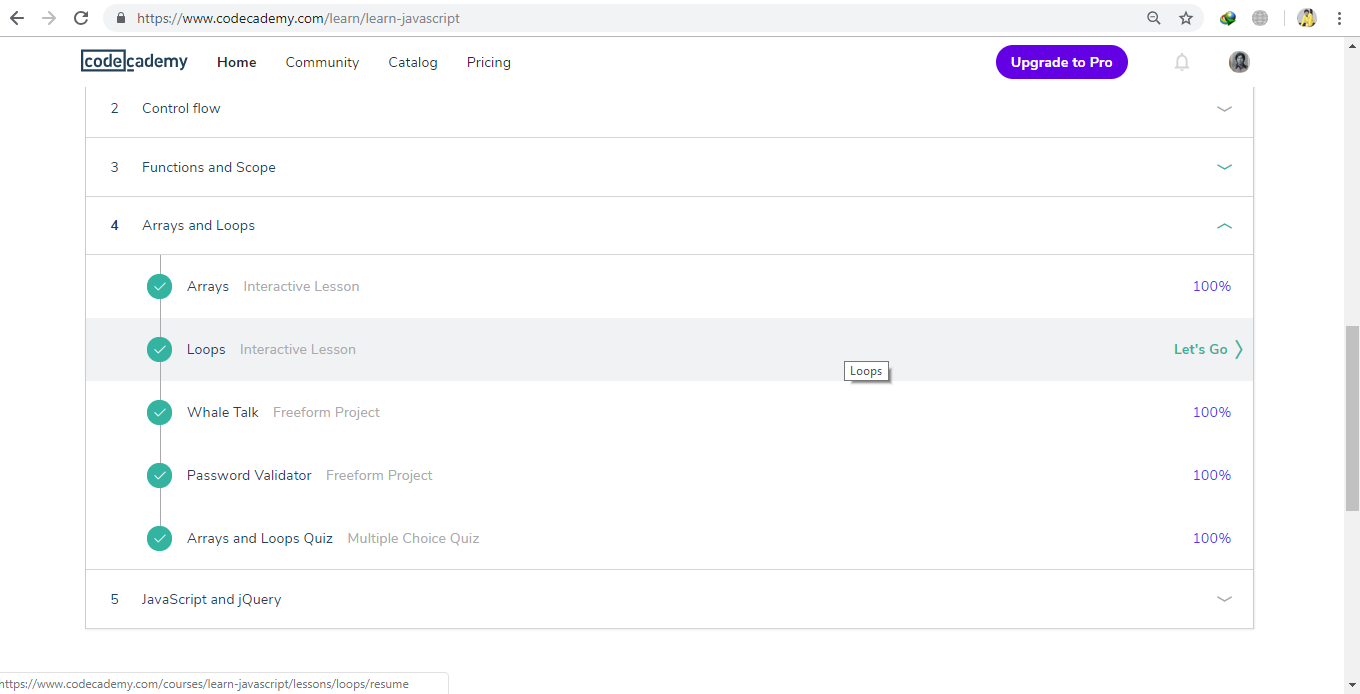 https://www.codecademy.com/learn/learn-javascript
codecademy Home Community Catalog Pricing Upgrade to Pro
2 Control flow
3 Functions and Scope
4 Arrays and Loops
Arrays Interactive Lesson 100%
Loops Interactive Lesson Let's Go
Loops
Whale Talk Freeform Project 100%
Password Validator Freeform Project 100%
Arrays and Loops Quiz Multiple Choice Quiz 100%
5 JavaScript and jQuery
https://www.codecademy.com/courses/learn-javascript/lessons/loops/resume